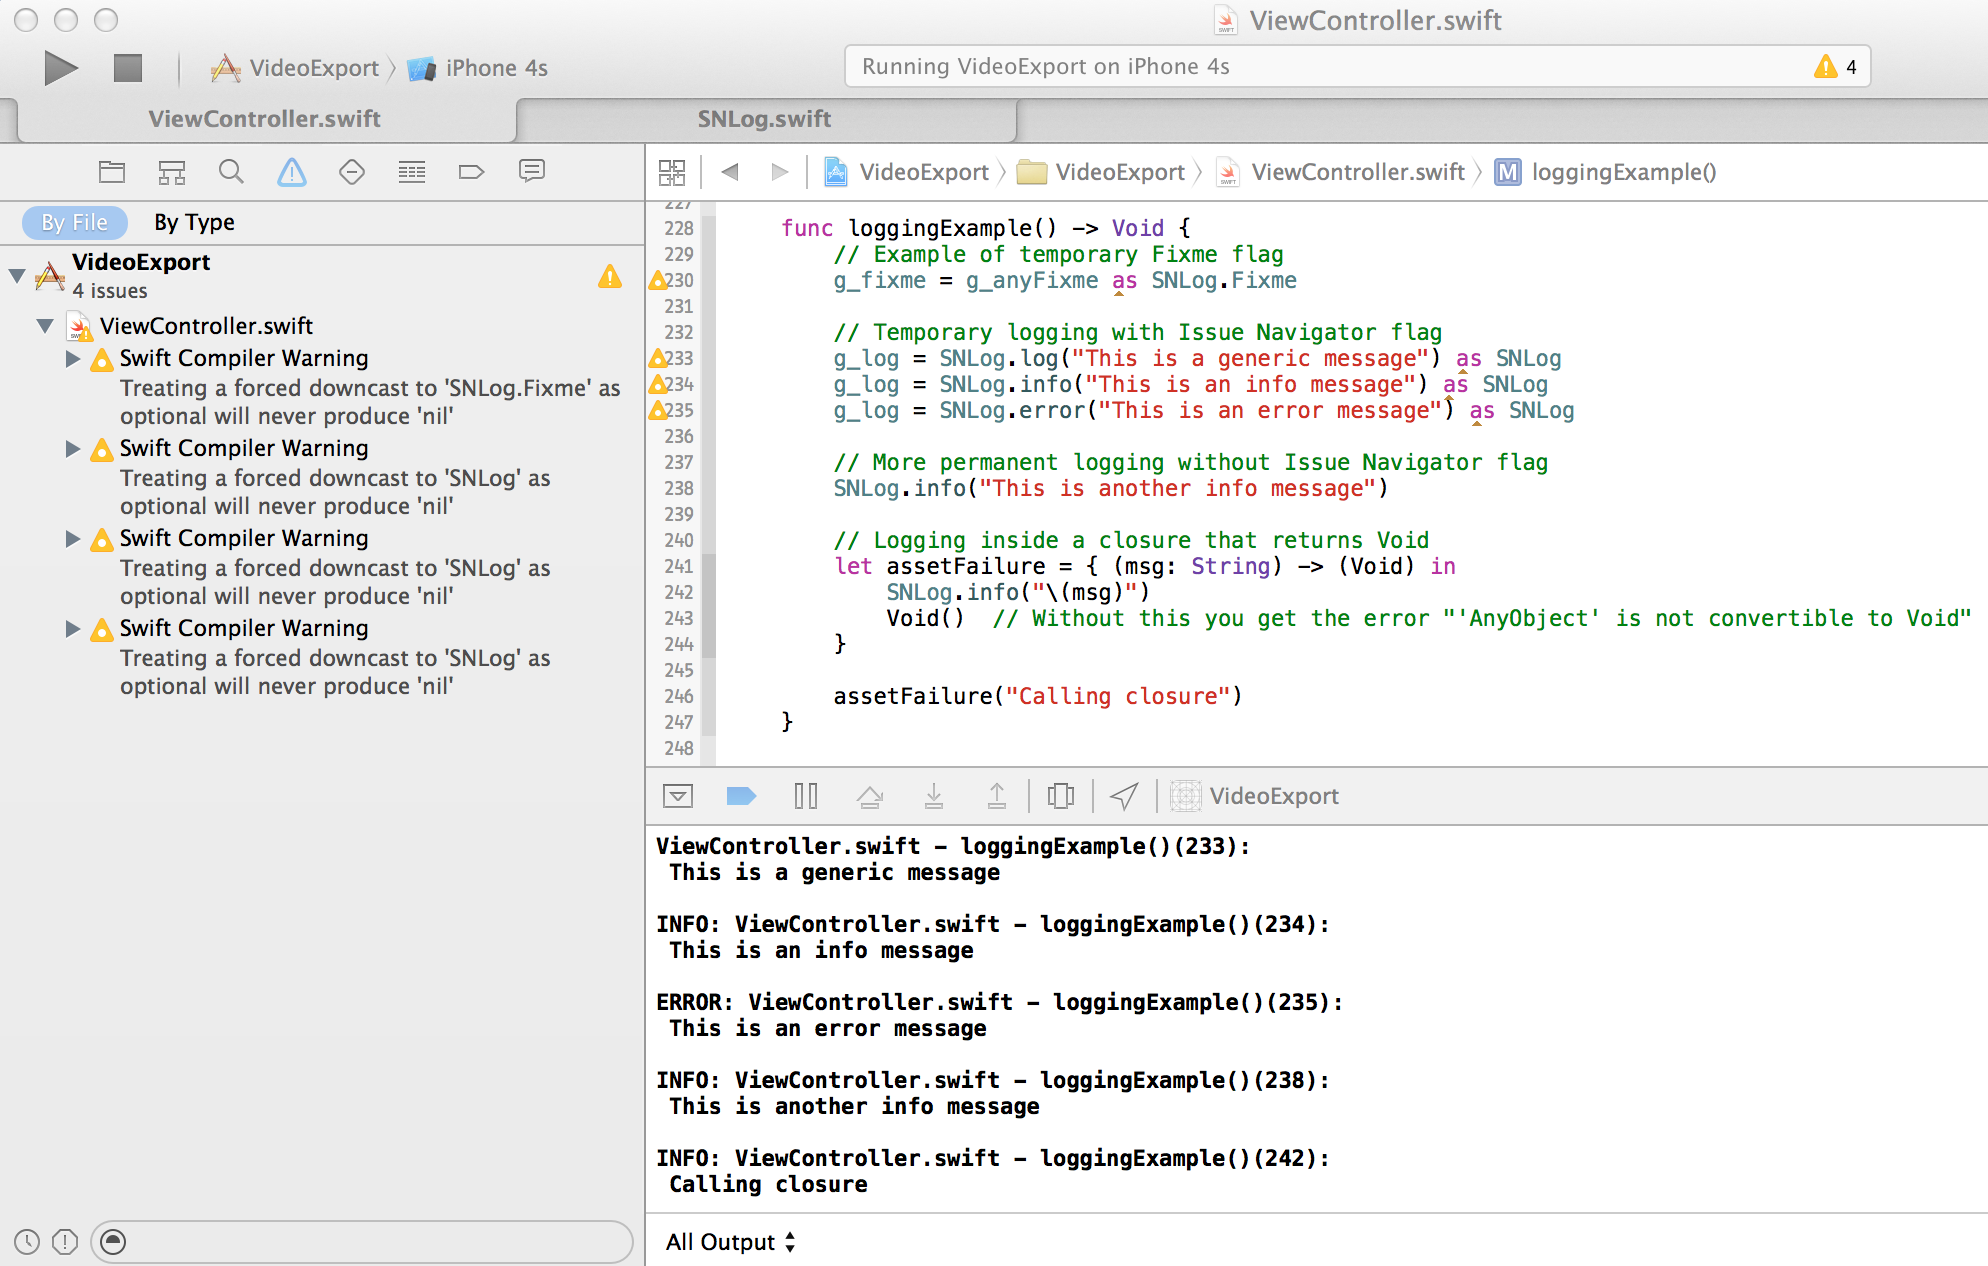 ViewController.swift
VideoExport iPhone 4s
Running VideoExport on iPhone 4s 4
ViewController.swift SNLog.swift
VideoExport VideoExport ViewController.swift M loggingExample()
By File By Type
VideoExport
4 issues
ViewController.swift
Swift Compiler Warning
Treating a forced downcast to 'SNLog.Fixme' as
optional will never produce 'nil'
Swift Compiler Warning
Treating a forced downcast to 'SNLog' as
optional will never produce 'nil'
Swift Compiler Warning
Treating a forced downcast to 'SNLog' as
optional will never produce 'nil'
Swift Compiler Warning
Treating a forced downcast to 'SNLog' as
optional will never produce 'nil'
227
228 func loggingExample() -> Void {
229 // Example of temporary Fixme flag
230 g_fixme = g_anyFixme as SNLog.Fixme
231
232 // Temporary logging with Issue Navigator flag
233 g_log = SNLog.log("This is a generic message") as SNLog
234 g_log = SNLog.info("This is an info message") as SNLog
235 g_log = SNLog.error("This is an error message") as SNLog
236
237 // More permanent logging without Issue Navigator flag
238 SNLog.info("This is another info message")
239
240 // Logging inside a closure that returns Void
241 let assetFailure = { (msg: String) -> (Void) in
242 SNLog.info("\(msg)")
243 Void() // Without this you get the error "'AnyObject' is not convertible to Void"
244 }
245
246 assetFailure("Calling closure")
247 }
248
VideoExport
ViewController.swift - loggingExample()(233):
This is a generic message
INFO: ViewController.swift - loggingExample()(234):
This is an info message
ERROR: ViewController.swift - loggingExample()(235):
This is an error message
INFO: ViewController.swift - loggingExample()(238):
This is another info message
INFO: ViewController.swift - loggingExample()(242):
Calling closure
All Output